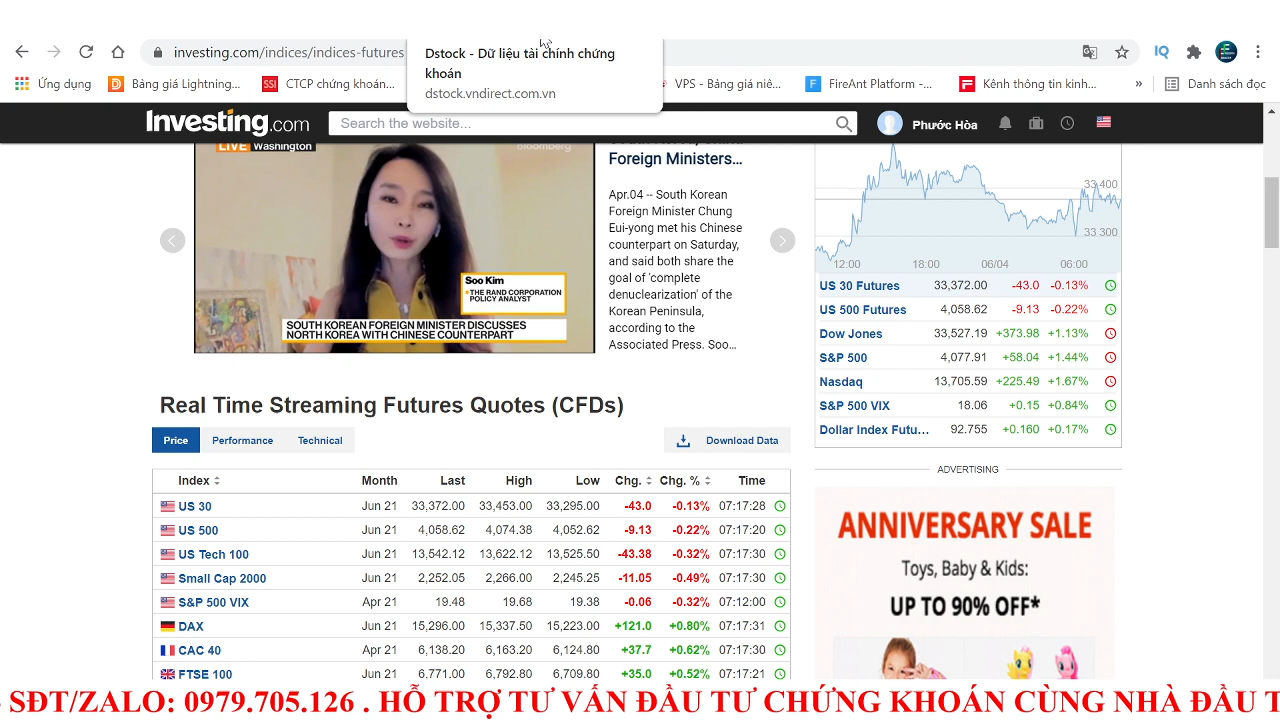 investing.com/indices/indices-futures
Dstock - Dữ liệu tài chính chứng
khoán
dstock.vndirect.com.vn
IQ
Ứng dụng
Bảng giá Lightning...
SSI
CTCP chứng khoán...
VPS - Bảng giá niê...
FireAnt Platform -...
Kênh thông tin kinh...
»
Danh sách đọc
Investing.com
Search the website...
Phước Hòa
LIVE Washington
Bloomberg
Soo Kim
THE RAND CORPORATION
POLICY ANALYST
SOUTH KOREAN FOREIGN MINISTER DISCUSSES
NORTH KOREA WITH CHINESE COUNTERPART
Foreign Ministers...
Apr.04 -- South Korean
Foreign Minister Chung
Eui-yong met his Chinese
counterpart on Saturday,
and said both share the
goal of 'complete
denuclearization' of the
Korean Peninsula,
according to the
Associated Press. Soo...
33,400
33,300
12:00 18:00 06/04 06:00
US 30 Futures 33,372.00 -43.0 -0.13%
US 500 Futures 4,058.62 -9.13 -0.22%
Dow Jones 33,527.19 +373.98 +1.13%
S&P 500 4,077.91 +58.04 +1.44%
Nasdaq 13,705.59 +225.49 +1.67%
S&P 500 VIX 18.06 +0.15 +0.84%
Dollar Index Futu... 92.755 +0.160 +0.17%
Real Time Streaming Futures Quotes (CFDs)
Price Performance Technical Download Data
Index Month Last High Low Chg. Chg. % Time
US 30 Jun 21 33,372.00 33,453.00 33,295.00 -43.0 -0.13% 07:17:28
US 500 Jun 21 4,058.62 4,074.38 4,052.62 -9.13 -0.22% 07:17:20
US Tech 100 Jun 21 13,542.12 13,622.12 13,525.50 -43.38 -0.32% 07:17:30
Small Cap 2000 Jun 21 2,252.05 2,266.00 2,245.25 -11.05 -0.49% 07:17:30
S&P 500 VIX Apr 21 19.48 19.68 19.38 -0.06 -0.32% 07:12:00
DAX Jun 21 15,296.00 15,337.50 15,223.00 +121.0 +0.80% 07:17:31
CAC 40 Apr 21 6,138.20 6,163.20 6,124.80 +37.7 +0.62% 07:17:30
FTSE 100 Jun 21 6,771.00 6,792.80 6,709.80 +35.0 +0.52% 07:17:21
ADVERTISING
ANNIVERSARY SALE
Toys, Baby & Kids:
UP TO 90% OFF*
SĐT/ZALO: 0979.705.126 . HỖ TRỢ TƯ VẤN ĐẦU TƯ CHỨNG KHOÁN CÙNG NHÀ ĐẦU T